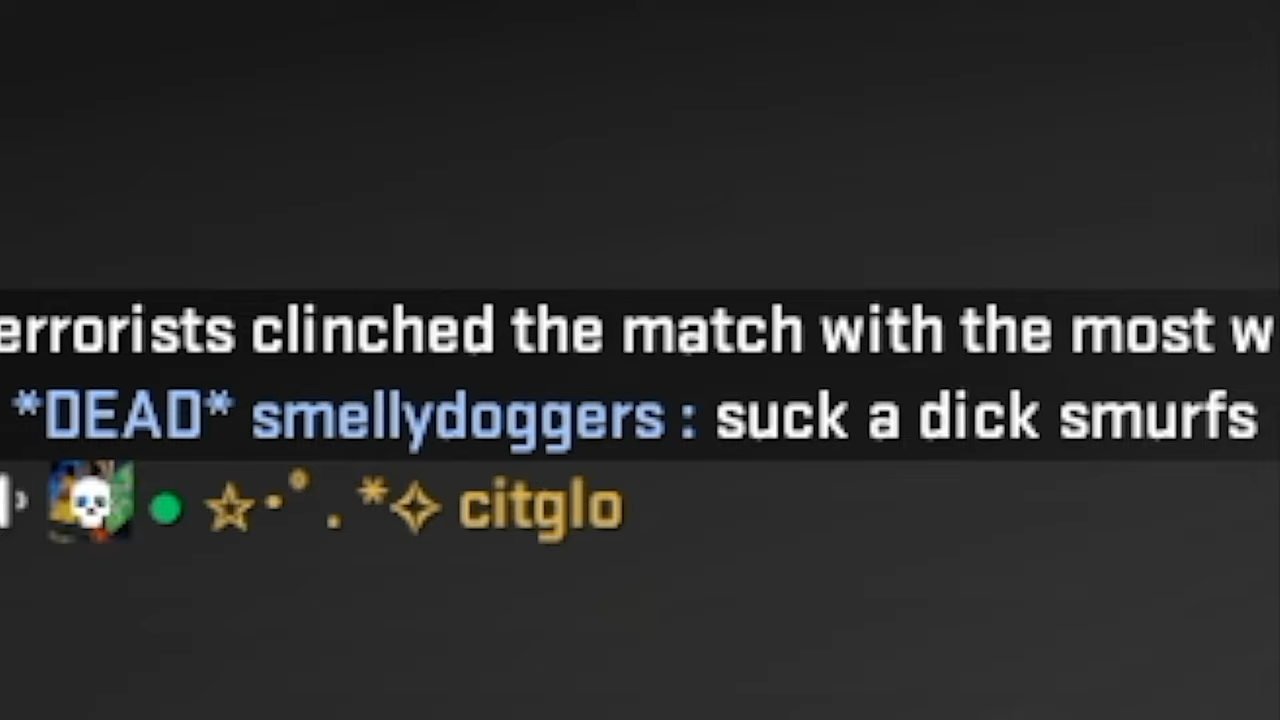 errorists clinched the match with the most w
*DEAD* smellydoggers : suck a dick smurfs
☆･ﾟ. *✧ citglo